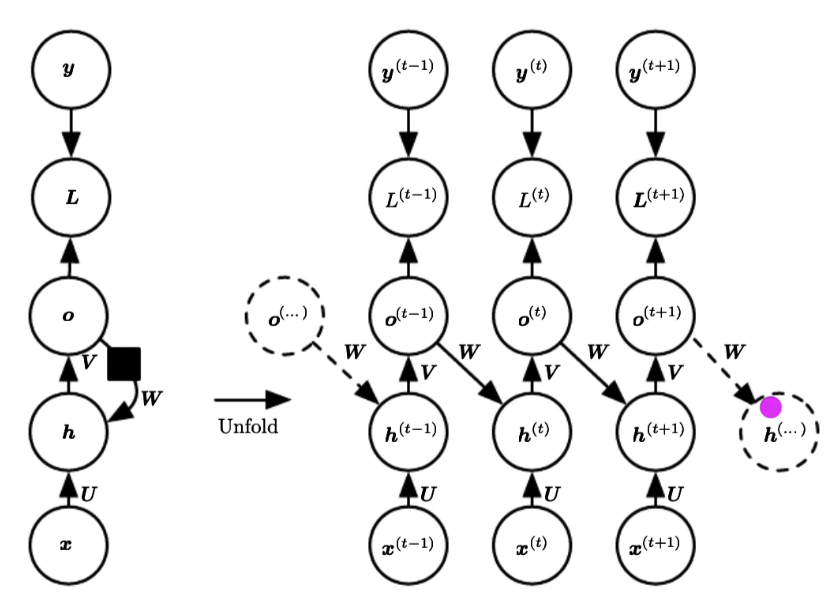 y y^(t−1) y^(t) y^(t+1)
L L^(t−1) L^(t) L^(t+1)
o o^(...) o^(t−1) o^(t) o^(t+1)
V W W W W W
V V V
h Unfold h^(t−1) h^(t) h^(t+1) h^(...)
U U U U
x x^(t−1) x^(t) x^(t+1)